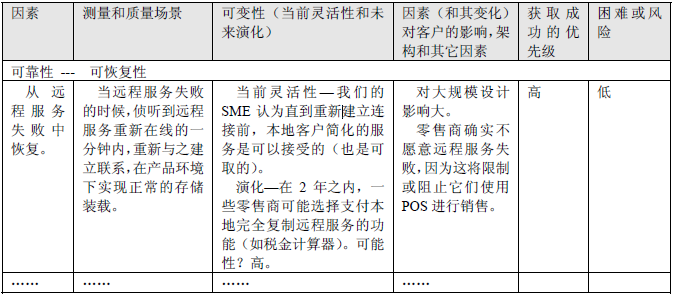 因素
测量和质量场景
可变性（当前灵活性和未
来演化）
因素（和其变化）
对客户的影响，架
构和其它因素
获取成
功的优
先级
困难或风
险
可靠性 --- 可恢复性
从远
程服务
失败中
恢复。
当远程服务失败
的时候，侦听到远程
服务重新在线的一
分钟内，重新与之建
立联系，在产品环境
下实现正常的存储
装载。
当前灵活性—我们的
SME 认为直到重新建立连
接前，本地客户简化的服
务是可以接受的（也是可
取的）。
演化—在 2 年之内，一
些零售商可能选择支付本
地完全复制远程服务的功
能（如税金计算器）。可能
性？高。
对大规模设计
影响大。
零售商确实不
愿意远程服务失
败，因为这将限制
或阻止它们使用
POS 进行销售。
高
低
……
……
……
……